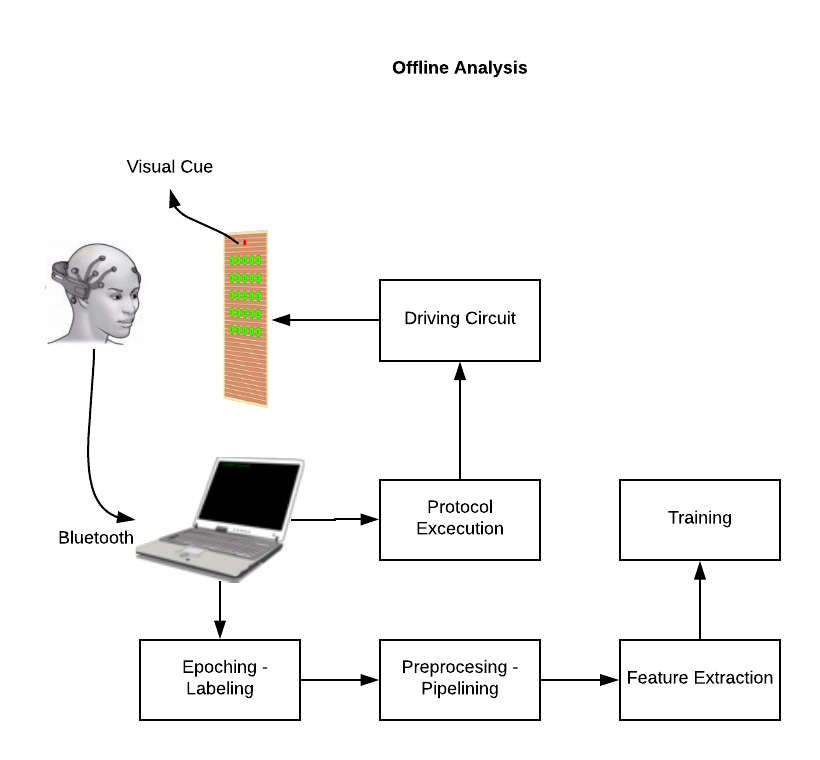 Offline Analysis
Visual Cue
Driving Circuit
Bluetooth
Protocol
Excecution
Training
Epoching -
Labeling
Preprocesing -
Pipelining
Feature Extraction